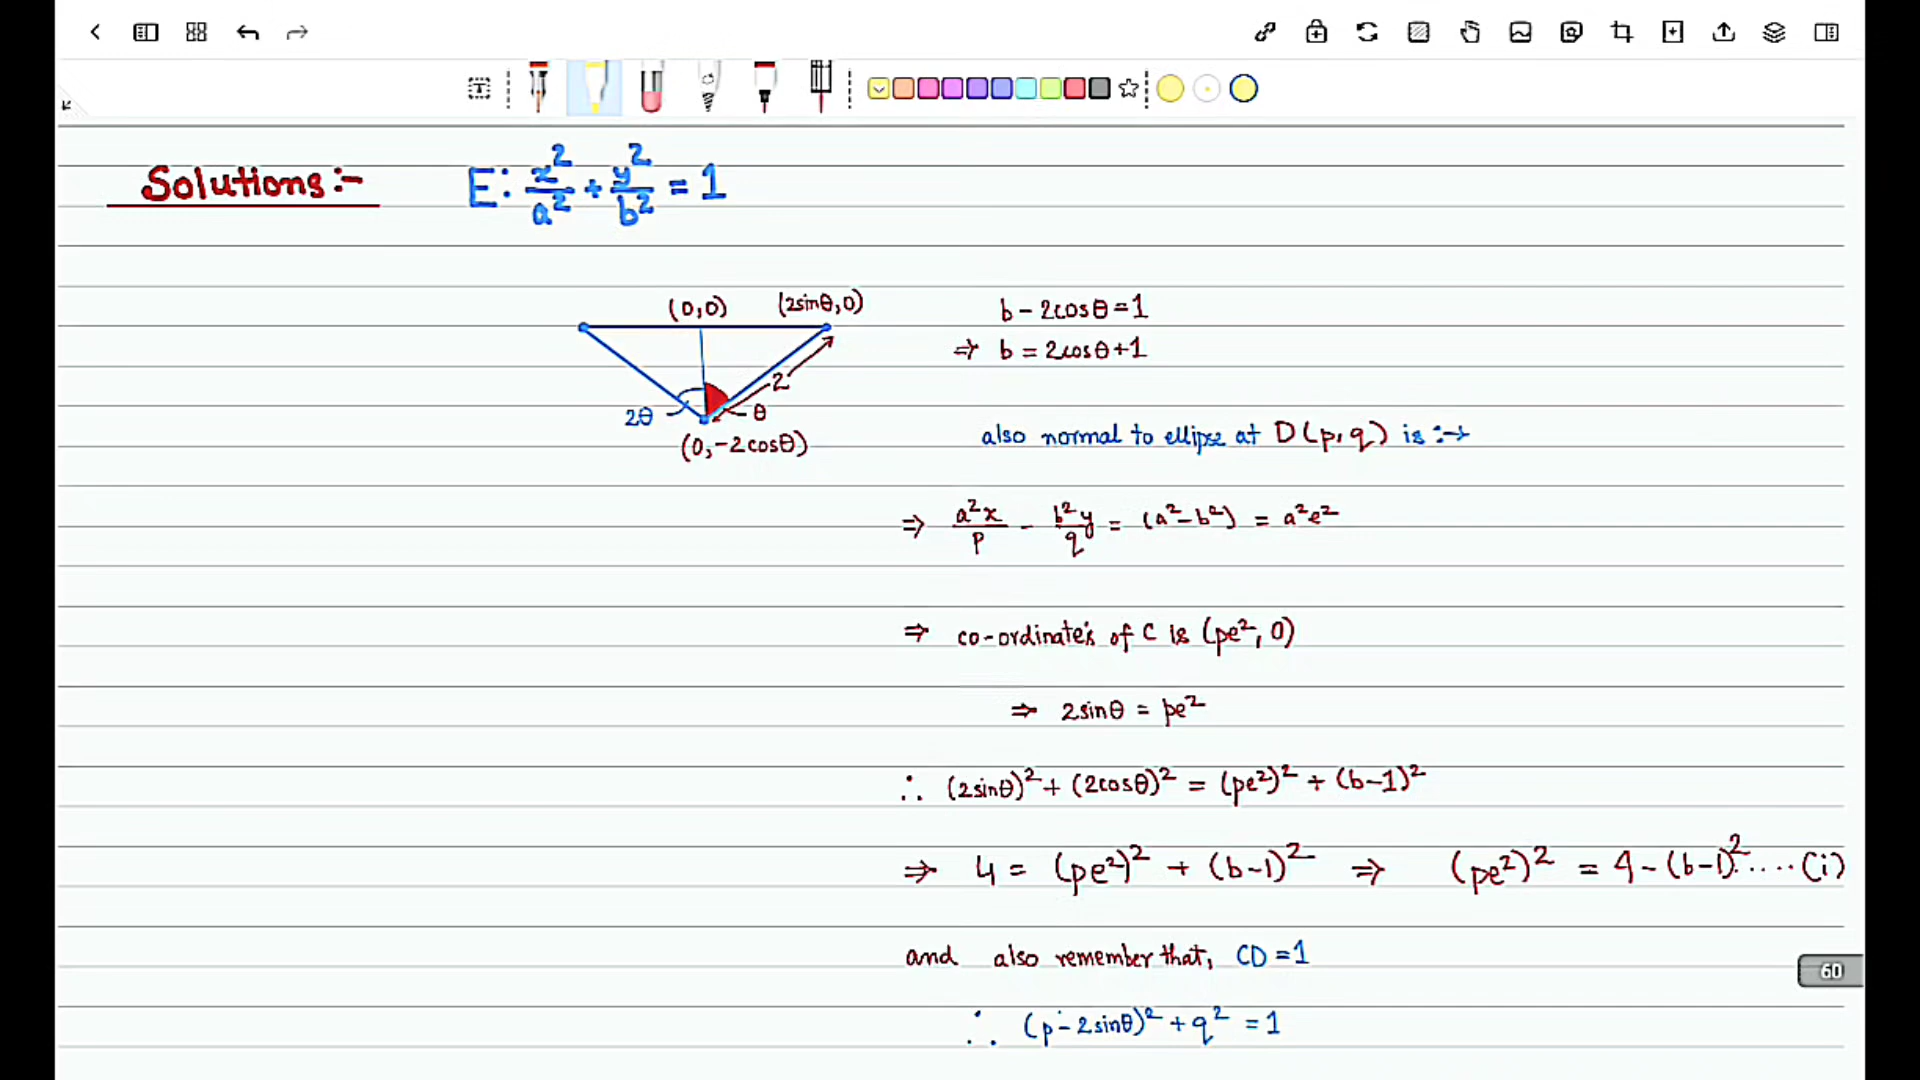 Solutions:- E: x²/a² + y²/b² = 1
(0,0) (2sinθ,0)
2
2θ θ
(0,-2cosθ)
b - 2cosθ = 1
⇒ b = 2cosθ+1
also normal to ellipse at D(p,q) is :→
⇒ a²x/p - b²y/q = (a²-b²) = a²e²
⇒ co-ordinate's of C is (pe², 0)
⇒ 2sinθ = pe²
∴ (2sinθ)² + (2cosθ)² = (pe²)² + (b-1)²
⇒ 4 = (pe²)² + (b-1)² ⇒ (pe²)² = 4-(b-1)²....(i)
and also remember that, CD = 1
60
∴ (p-2sinθ)² + q² = 1